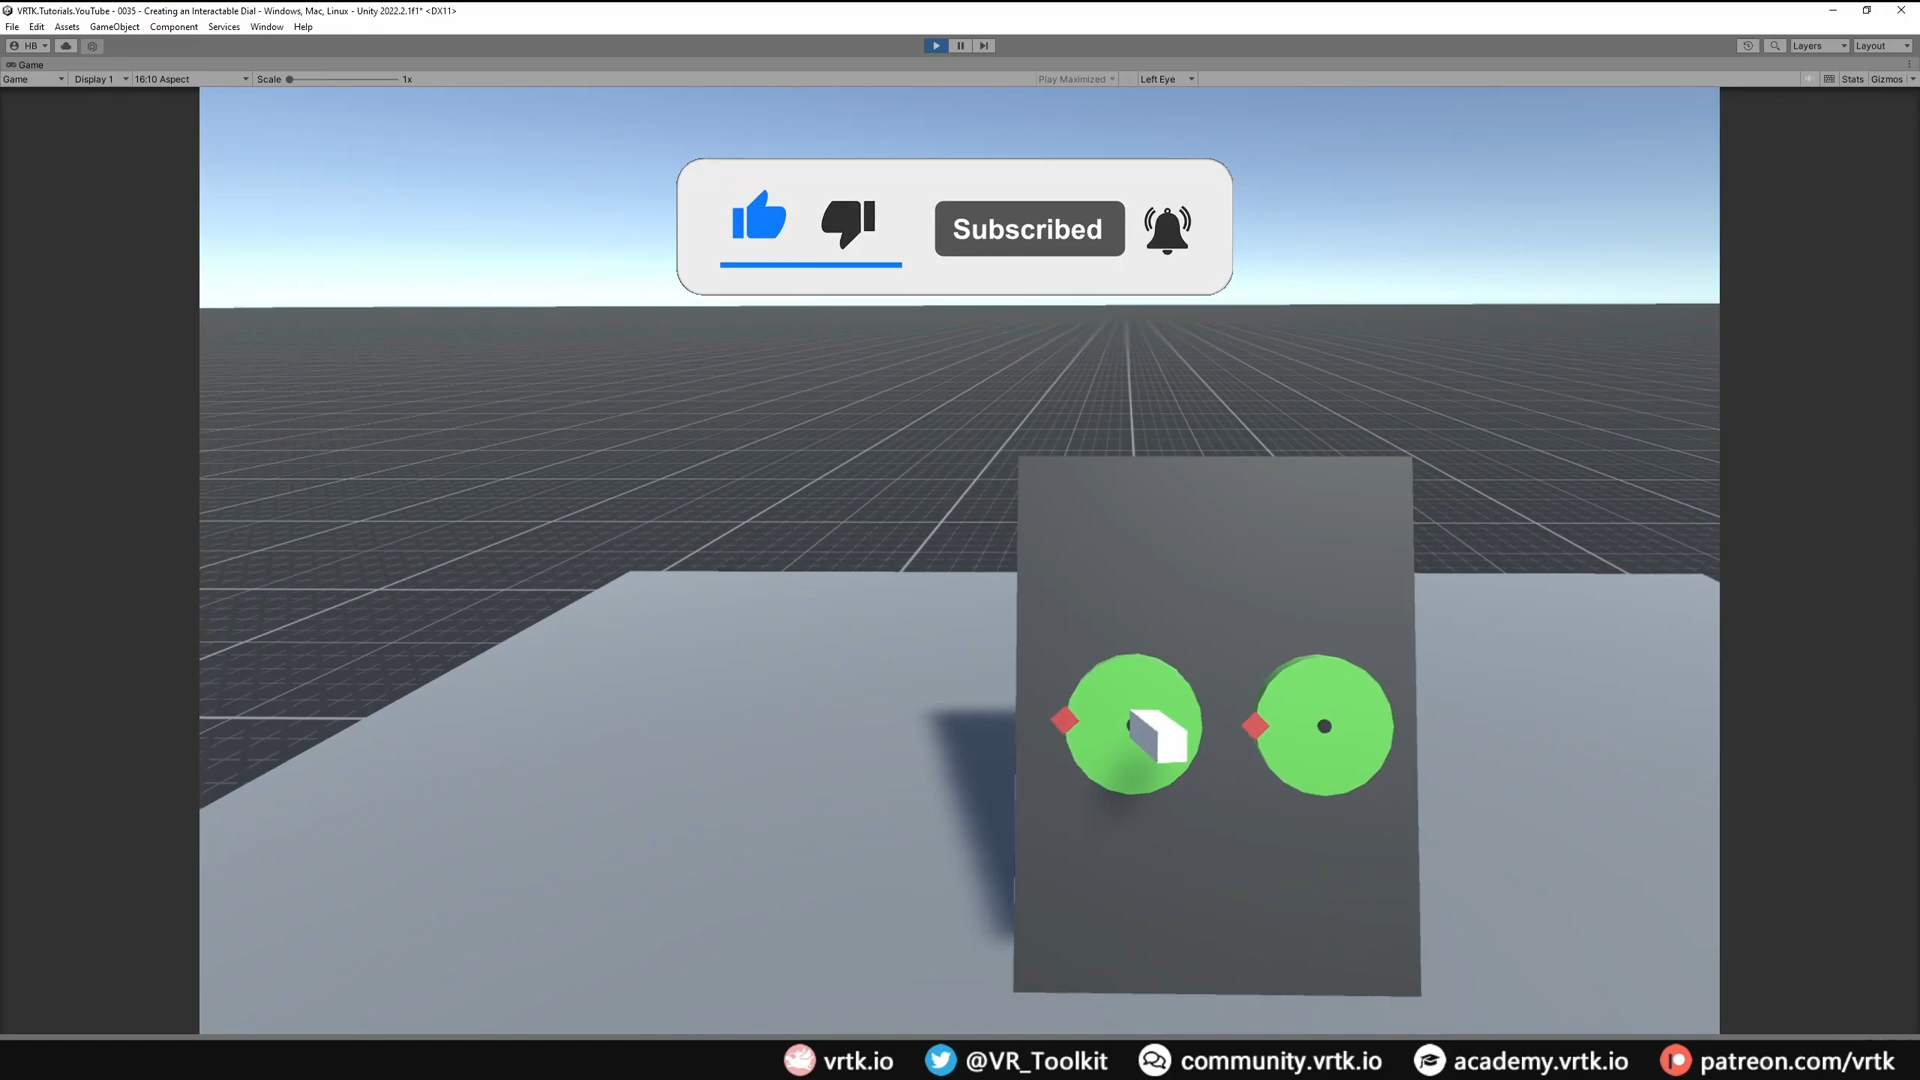 VRTK.Tutorials.YouTube - 0035 - Creating an Interactable Dial - Windows, Mac, Linux - Unity 2022.2.1f1* <DX11>
File Edit Assets GameObject Component Services Window Help
HB Layers Layout
Game
Game Display 1 16:10 Aspect Scale 1x Play Maximized Left Eye Stats Gizmos
Subscribed
vrtk.io @VR_Toolkit community.vrtk.io academy.vrtk.io patreon.com/vrtk